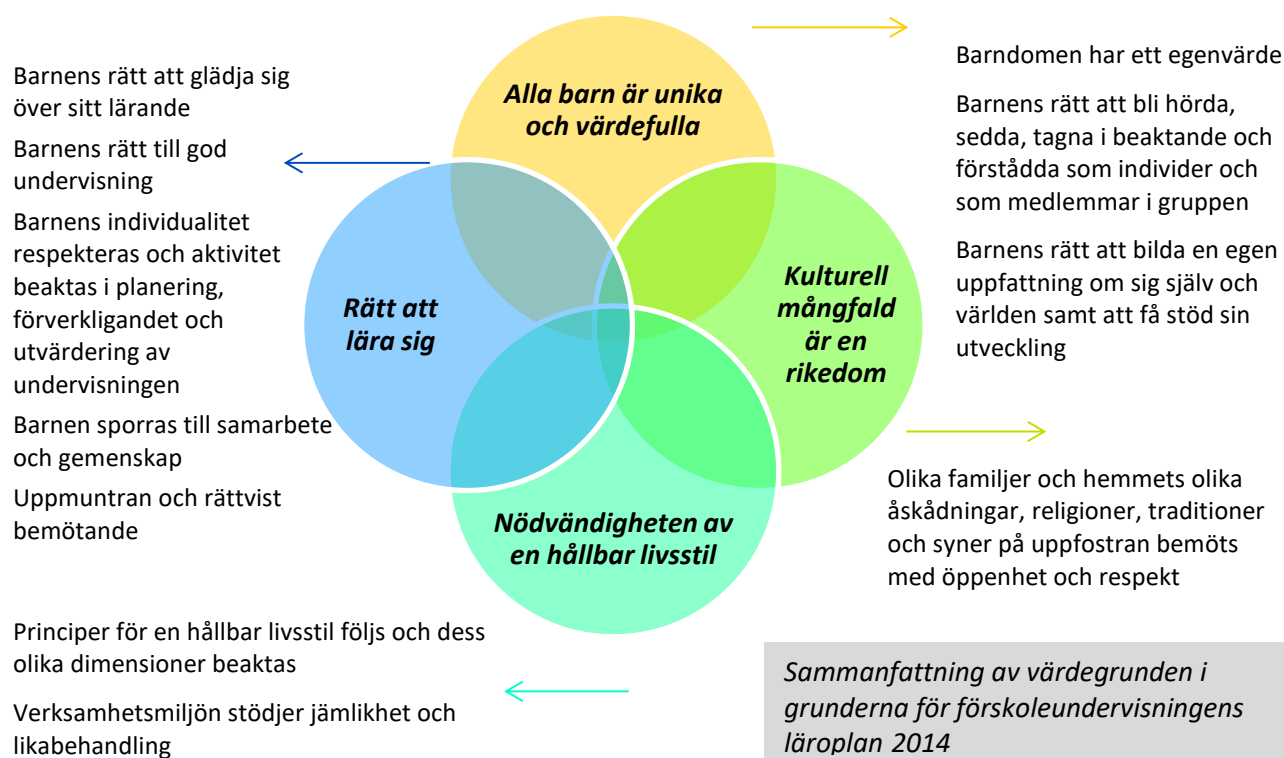 Barnens rätt att glädja sig
över sitt lärande
Barnens rätt till god
undervisning
Barnens individualitet
respekteras och aktivitet
beaktas i planering,
förverkligandet och
utvärdering av
undervisningen
Barnen sporras till samarbete
och gemenskap
Uppmuntran och rättvist
bemötande
Alla barn är unika
och värdefulla
Rätt att
lära sig
Kulturell
mångfald
är en
rikedom
Nödvändigheten av
en hållbar livsstil
Barndomen har ett egenvärde
Barnens rätt att bli hörda,
sedda, tagna i beaktande och
förstådda som individer och
som medlemmar i gruppen
Barnens rätt att bilda en egen
uppfattning om sig själv och
världen samt att få stöd sin
utveckling
Olika familjer och hemmets olika
åskådningar, religioner, traditioner
och syner på uppfostran bemöts
med öppenhet och respekt
Principer för en hållbar livsstil följs och dess
olika dimensioner beaktas
Verksamhetsmiljön stödjer jämlikhet och
likabehandling
Sammanfattning av värdegrunden i
grunderna för förskoleundervisningens
läroplan 2014